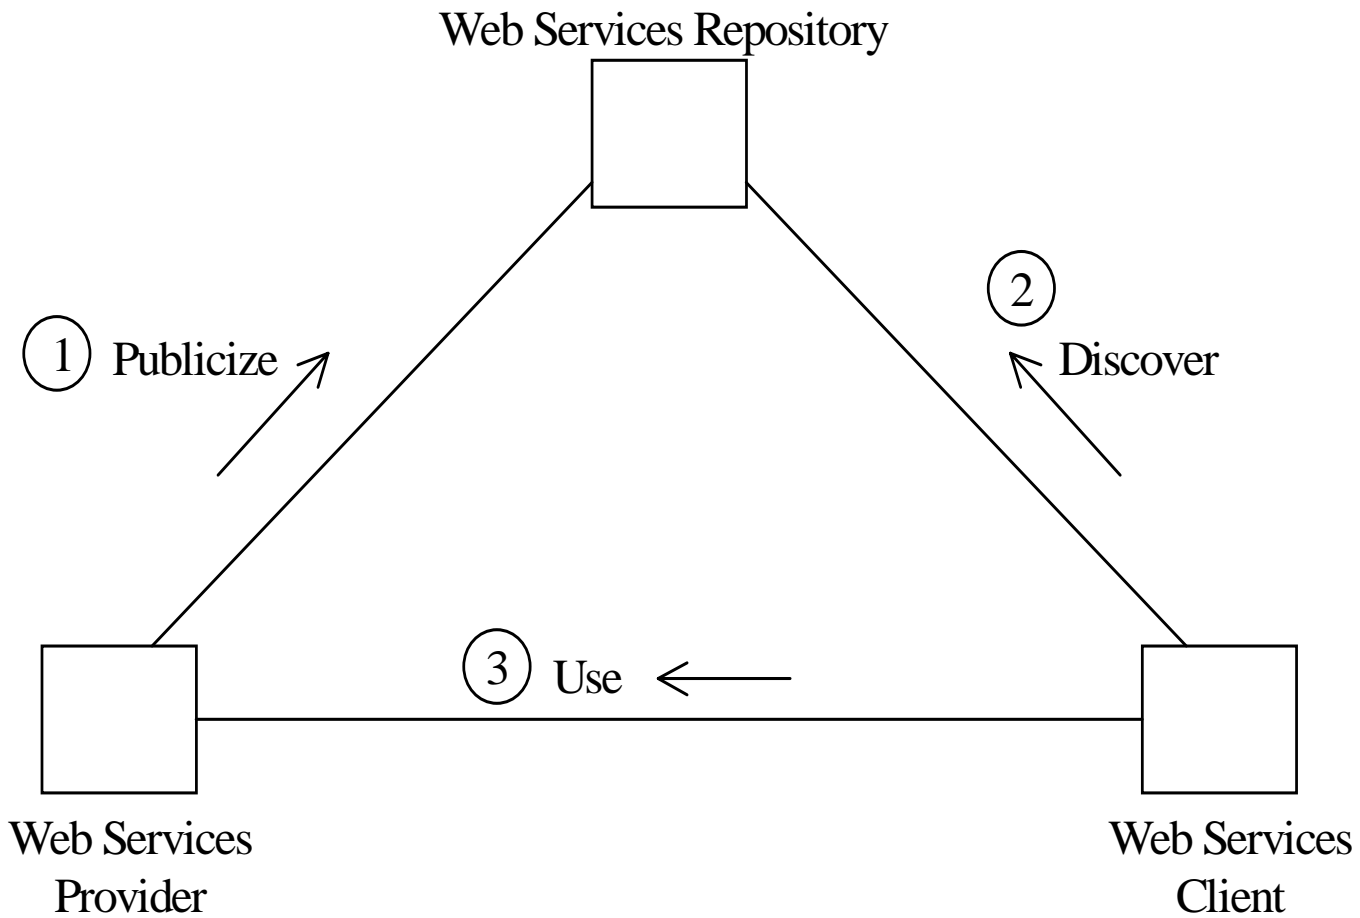 Web Services Repository
2
1 Publicize
Discover
3 Use
Web Services
Provider
Web Services
Client